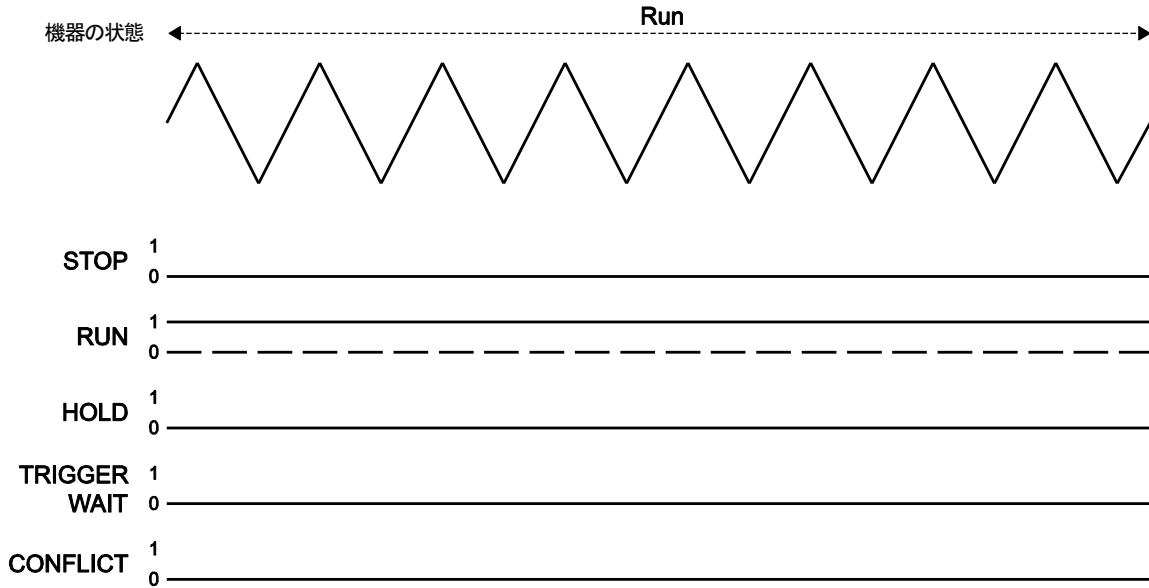 Run
機器の状態
1
STOP
0
1
RUN
0
1
HOLD
0
1
TRIGGER
WAIT
0
1
CONFLICT
0